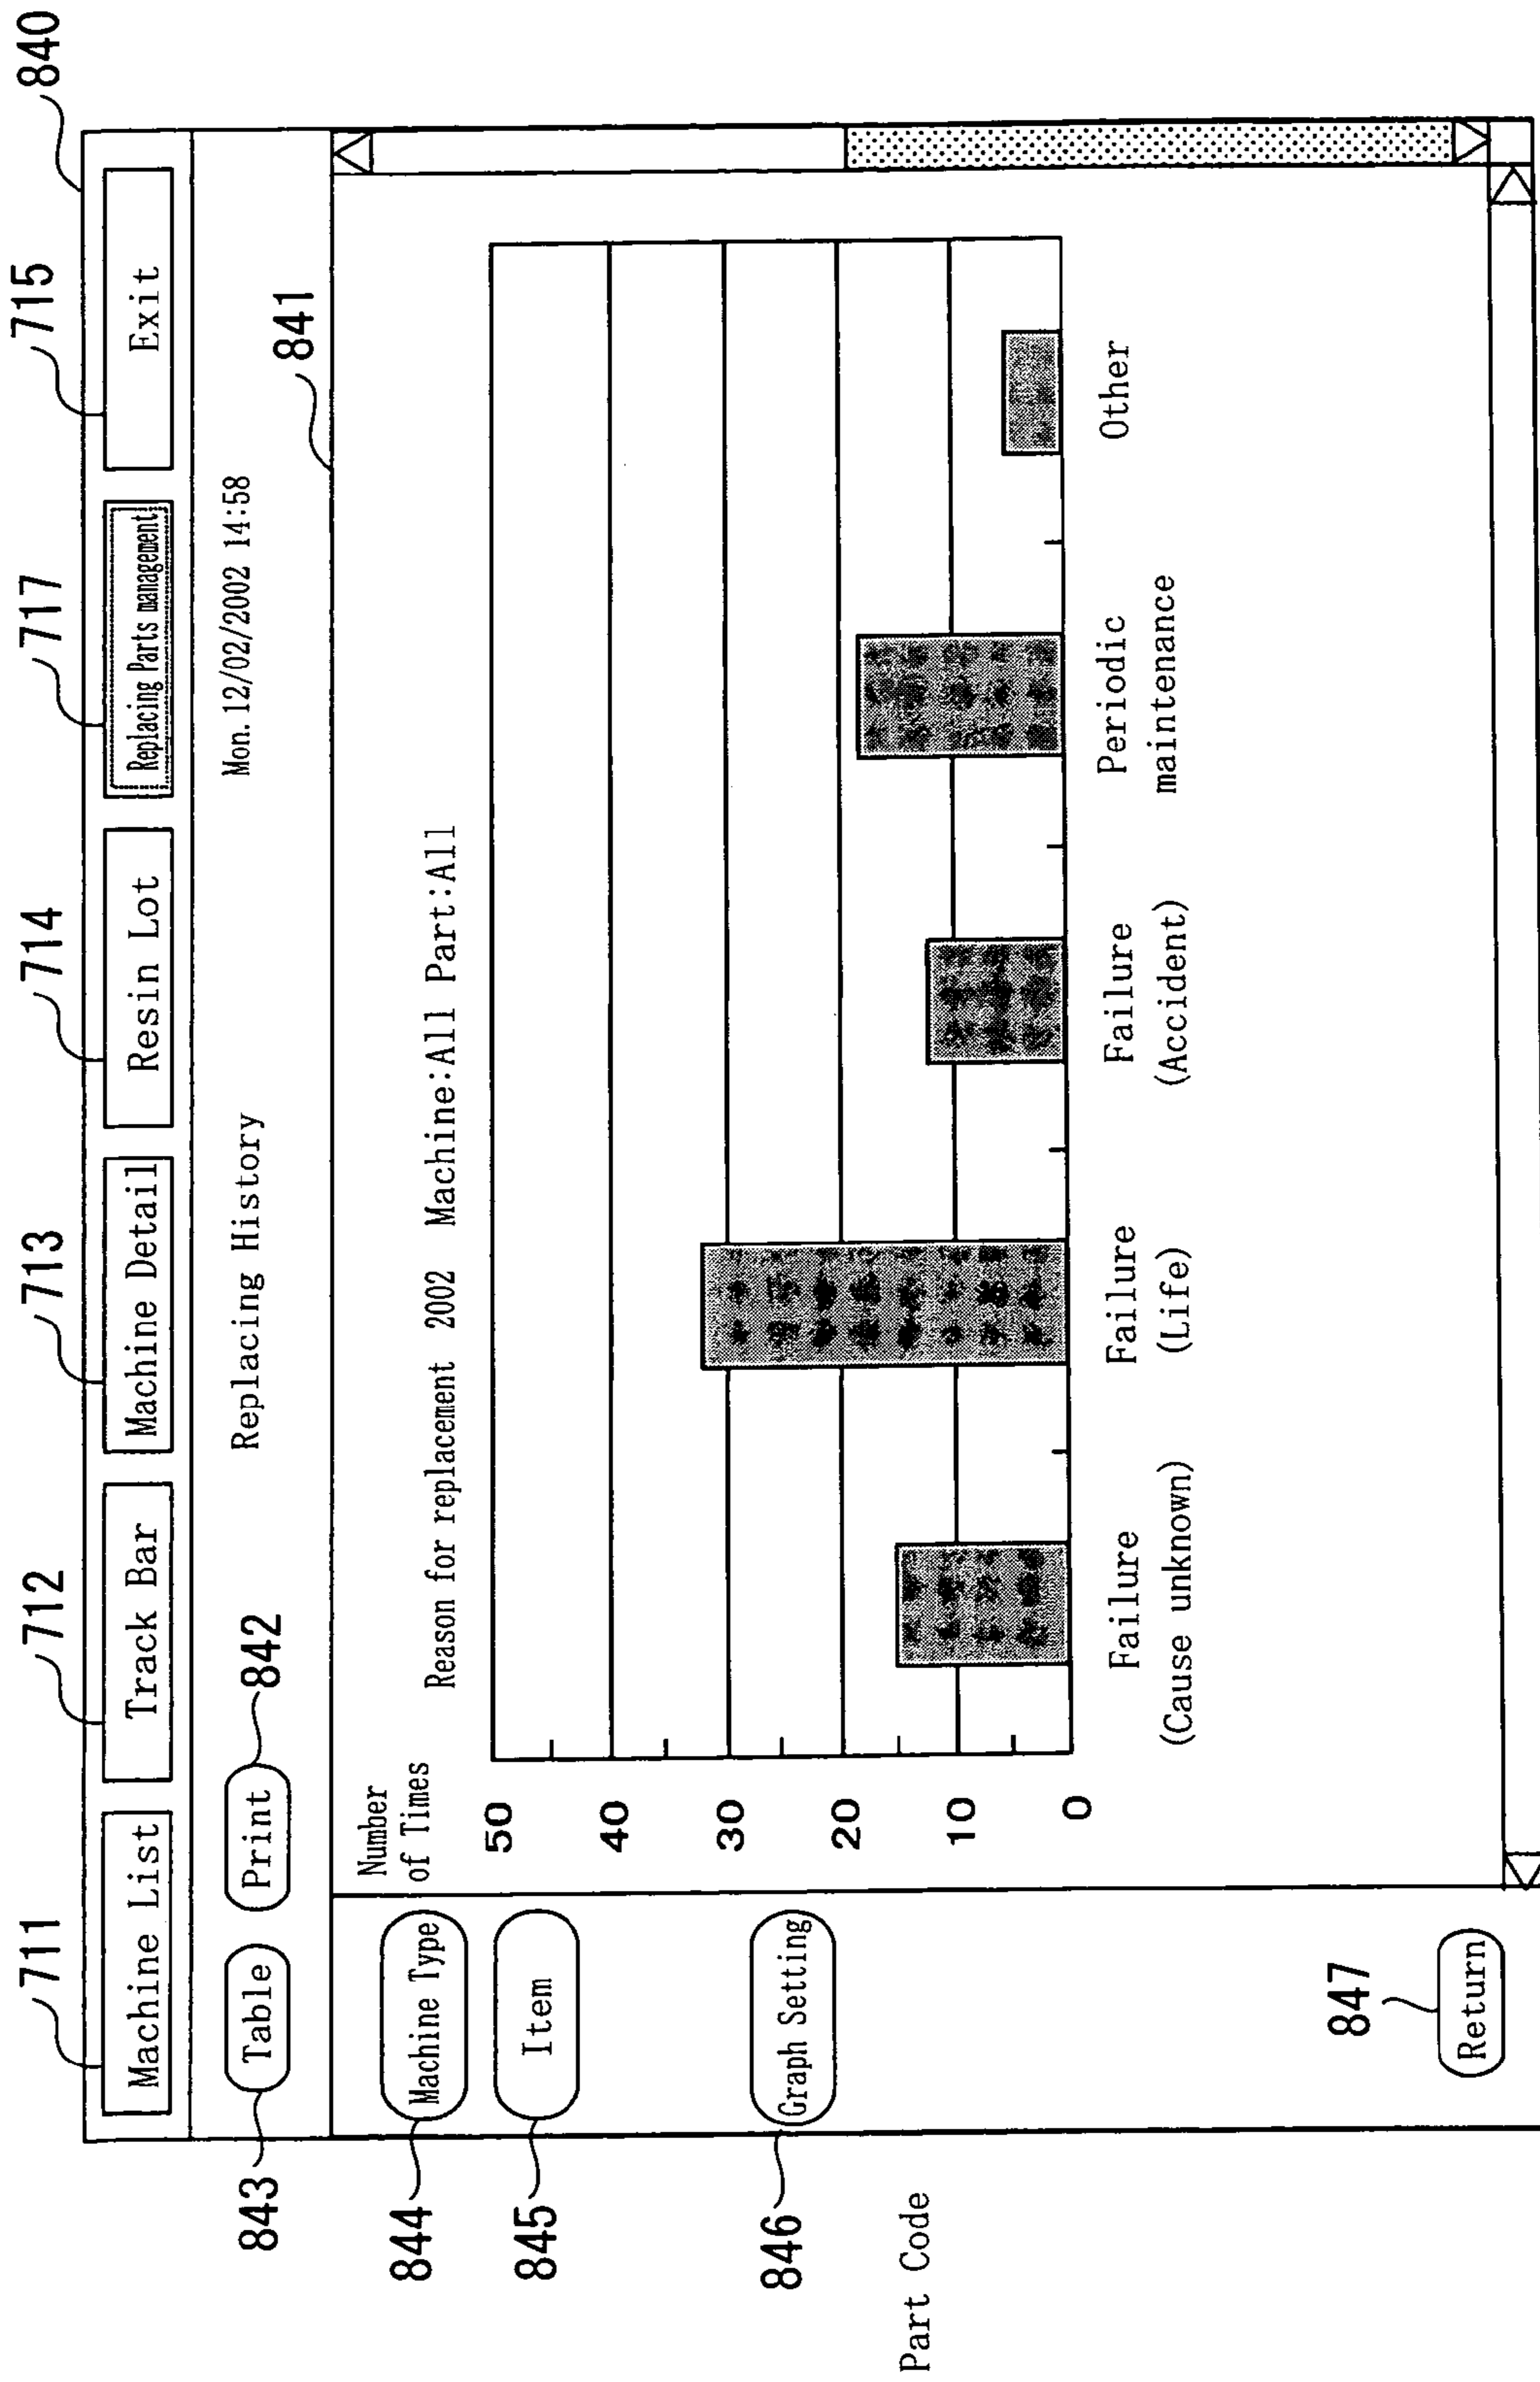 711
712
713
714
717
715
840
Machine List
Track Bar
Machine Detail
Resin Lot
Replacing Parts management
Exit
843
Table
Print
842
Replacing History
Mon. 12/02/2002 14:58
841
844
Machine Type
845
Item
846
Graph Setting
847
Return
Number
of Times
Reason for replacement 2002 Machine:All Part:All
50
40
30
20
10
0
Failure
(Cause unknown)
Failure
(Life)
Failure
(Accident)
Periodic
maintenance
Other
Part Code